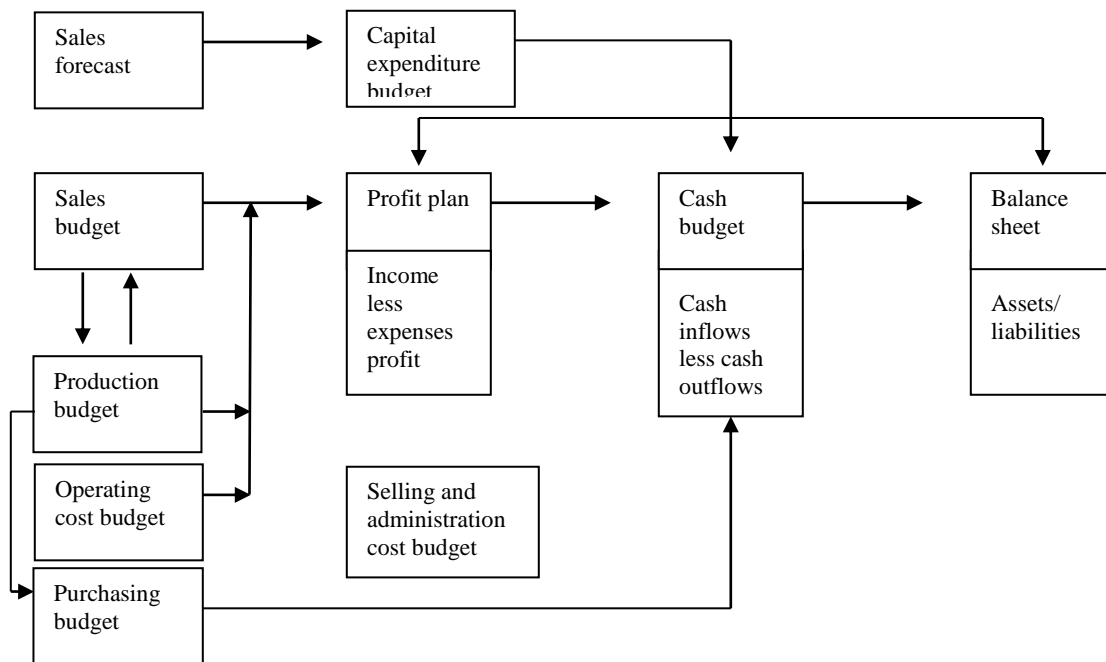 Sales
forecast
Capital
expenditure
budget
Sales
budget
Profit plan
Cash
budget
Balance
sheet
Income
less
expenses
profit
Cash
inflows
less cash
outflows
Assets/
liabilities
Production
budget
Operating
cost budget
Selling and
administration
cost budget
Purchasing
budget